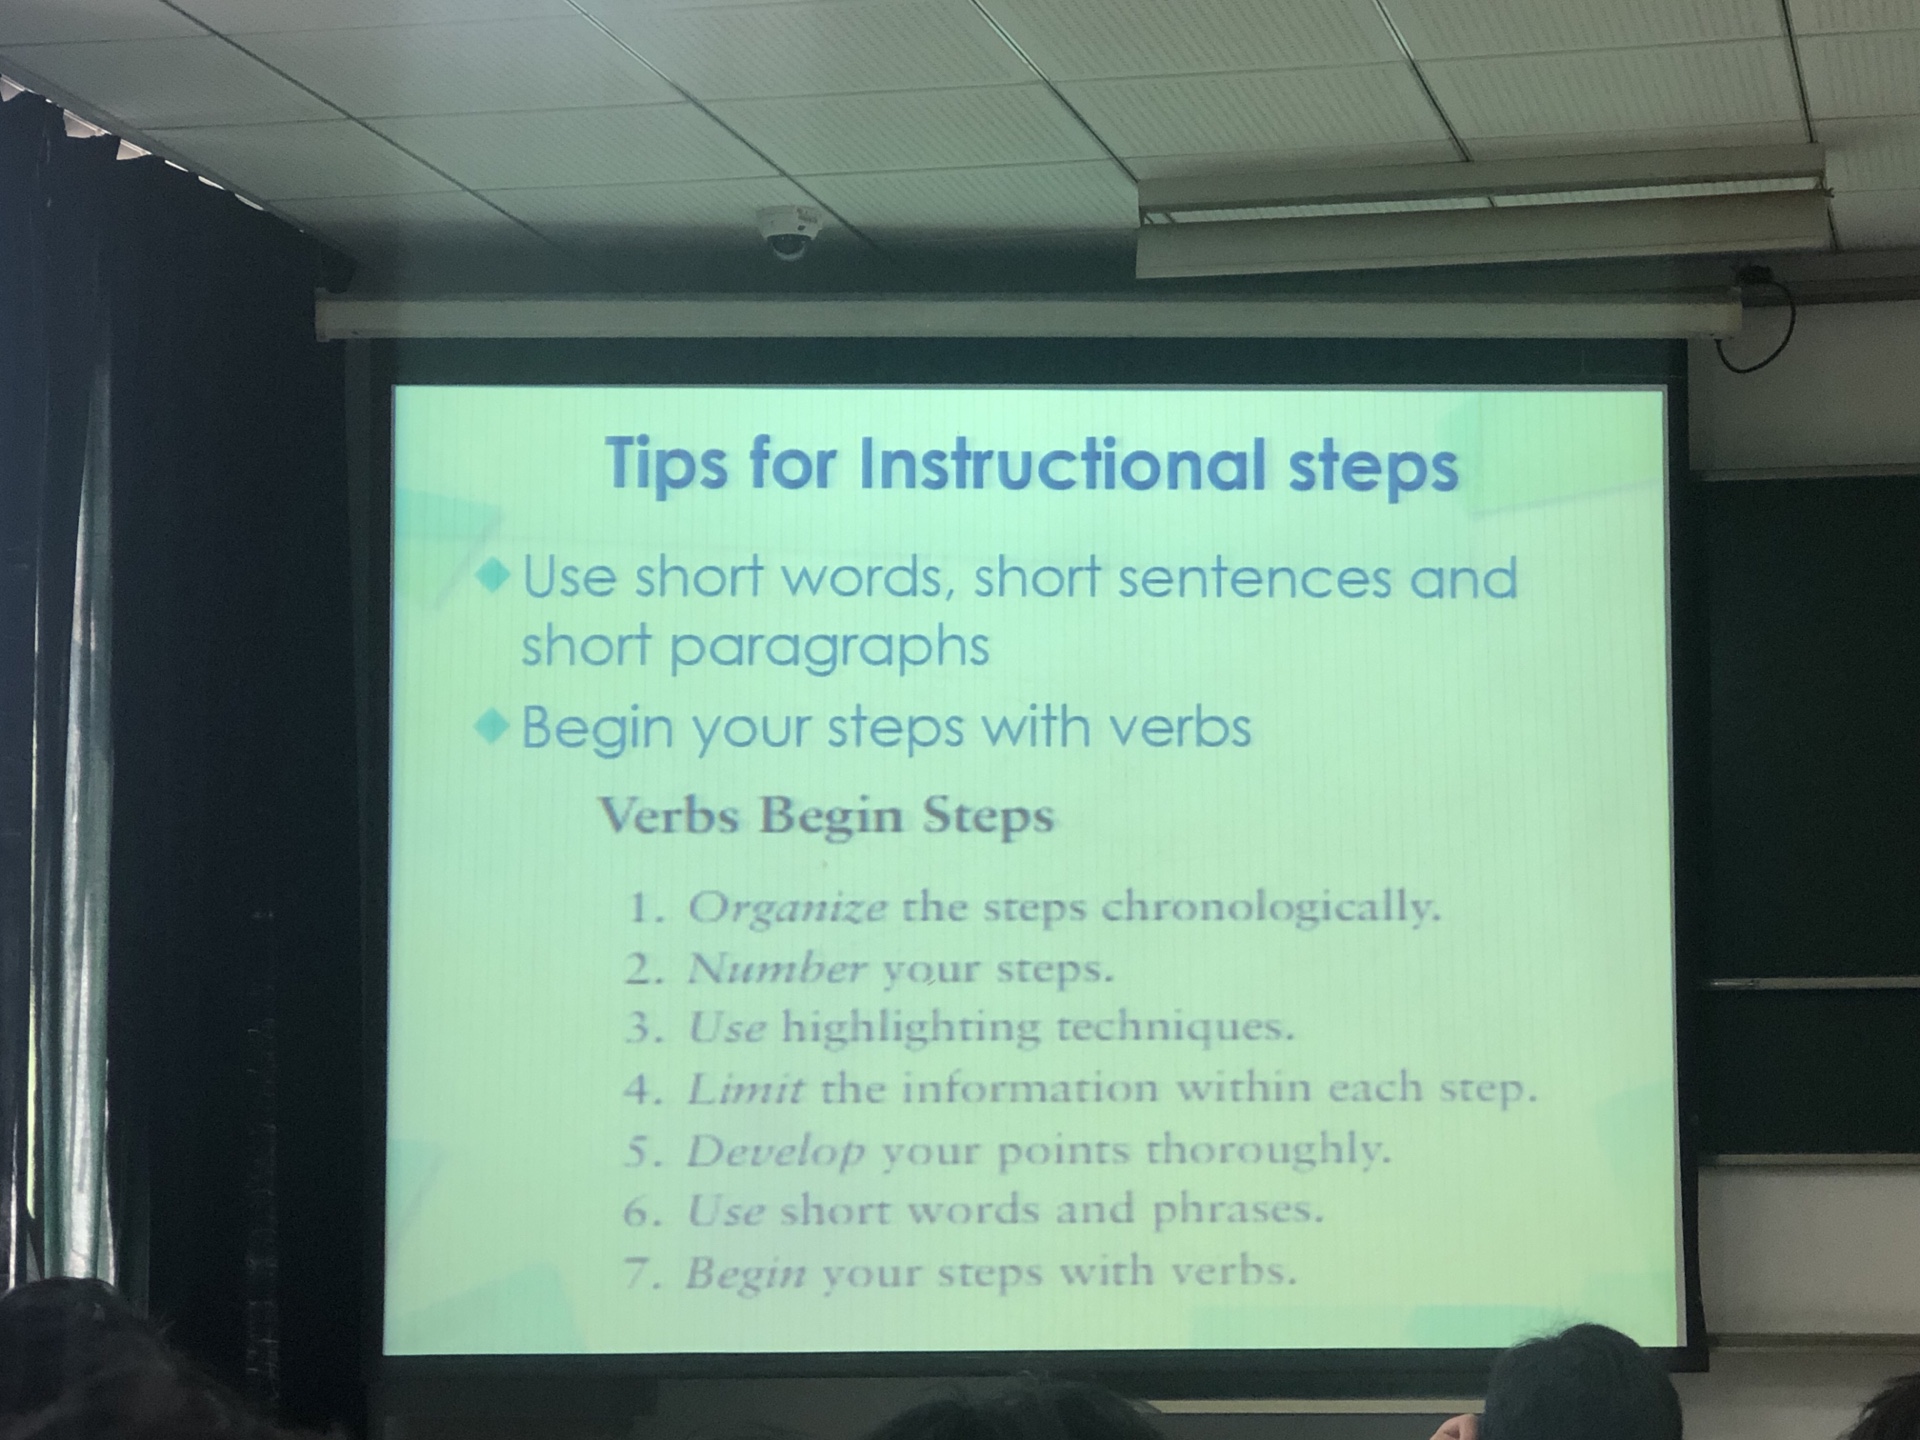 Tips for Instructional steps
◆Use short words, short sentences and
short paragraphs
◆Begin your steps with verbs
Verbs Begin Steps
1. Organize the steps chronologically.
2. Number your steps.
3. Use highlighting techniques.
4. Limit the information within each step.
5. Develop your points thoroughly.
6. Use short words and phrases.
7. Begin your steps with verbs.